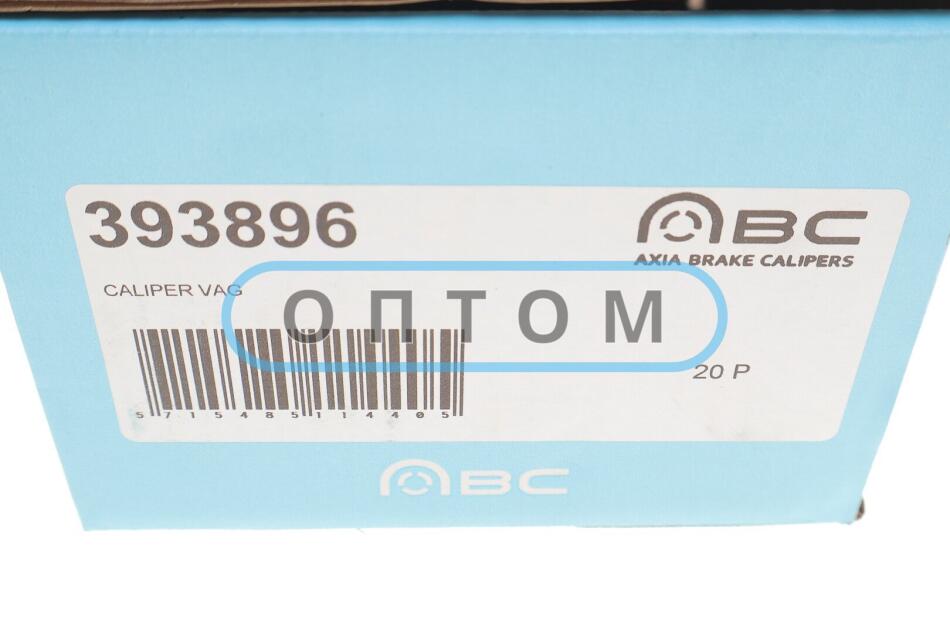 393896
ABC
AXIA BRAKE CALIPERS
CALIPER VAG
ОПТОМ
20 P
5715485114405
ABC